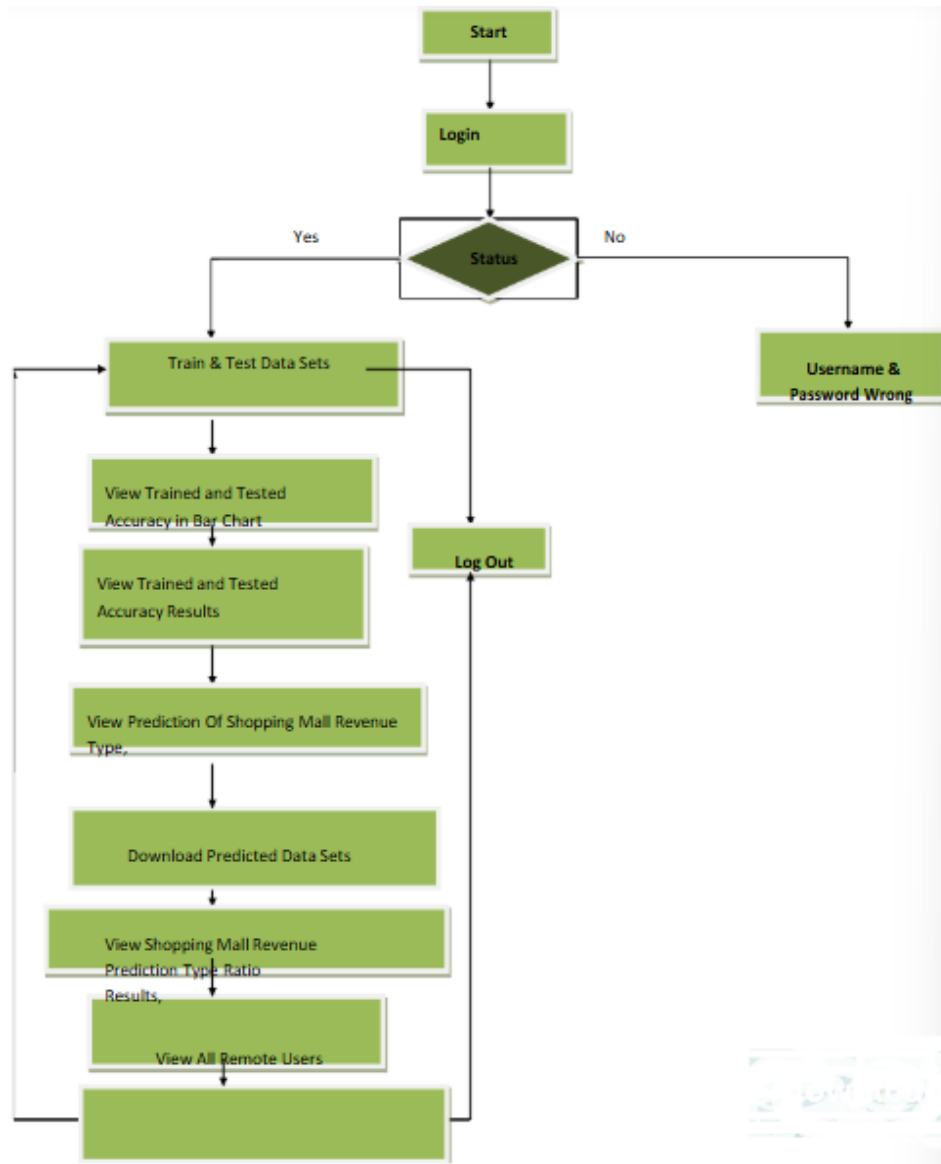 Start
Login
Yes
No
Status
Train & Test Data Sets
Username &
Password Wrong
View Trained and Tested
Accuracy in Bar Chart
Log Out
View Trained and Tested
Accuracy Results
View Prediction Of Shopping Mall Revenue
Type,
Download Predicted Data Sets
View Shopping Mall Revenue
Prediction Type Ratio
Results,
View All Remote Users